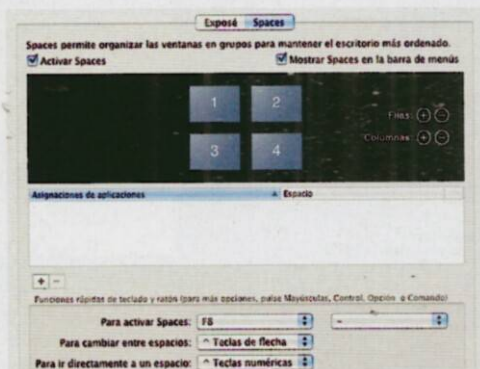 Exposé Spaces
Spaces permite organizar las ventanas en grupos para mantener el escritorio más ordenado.
Activar Spaces Mostrar Spaces en la barra de menús
1 2 Filas:
3 4 Columnas:
Asignaciones de aplicaciones Espacio
+ -
Funciones rápidas de teclado y ratón (para más opciones, pulse Mayúsculas, Control, Opción o Comando)
Para activar Spaces: F8 -
Para cambiar entre espacios: ^ Teclas de flecha
Para ir directamente a un espacio: ^ Teclas numéricas